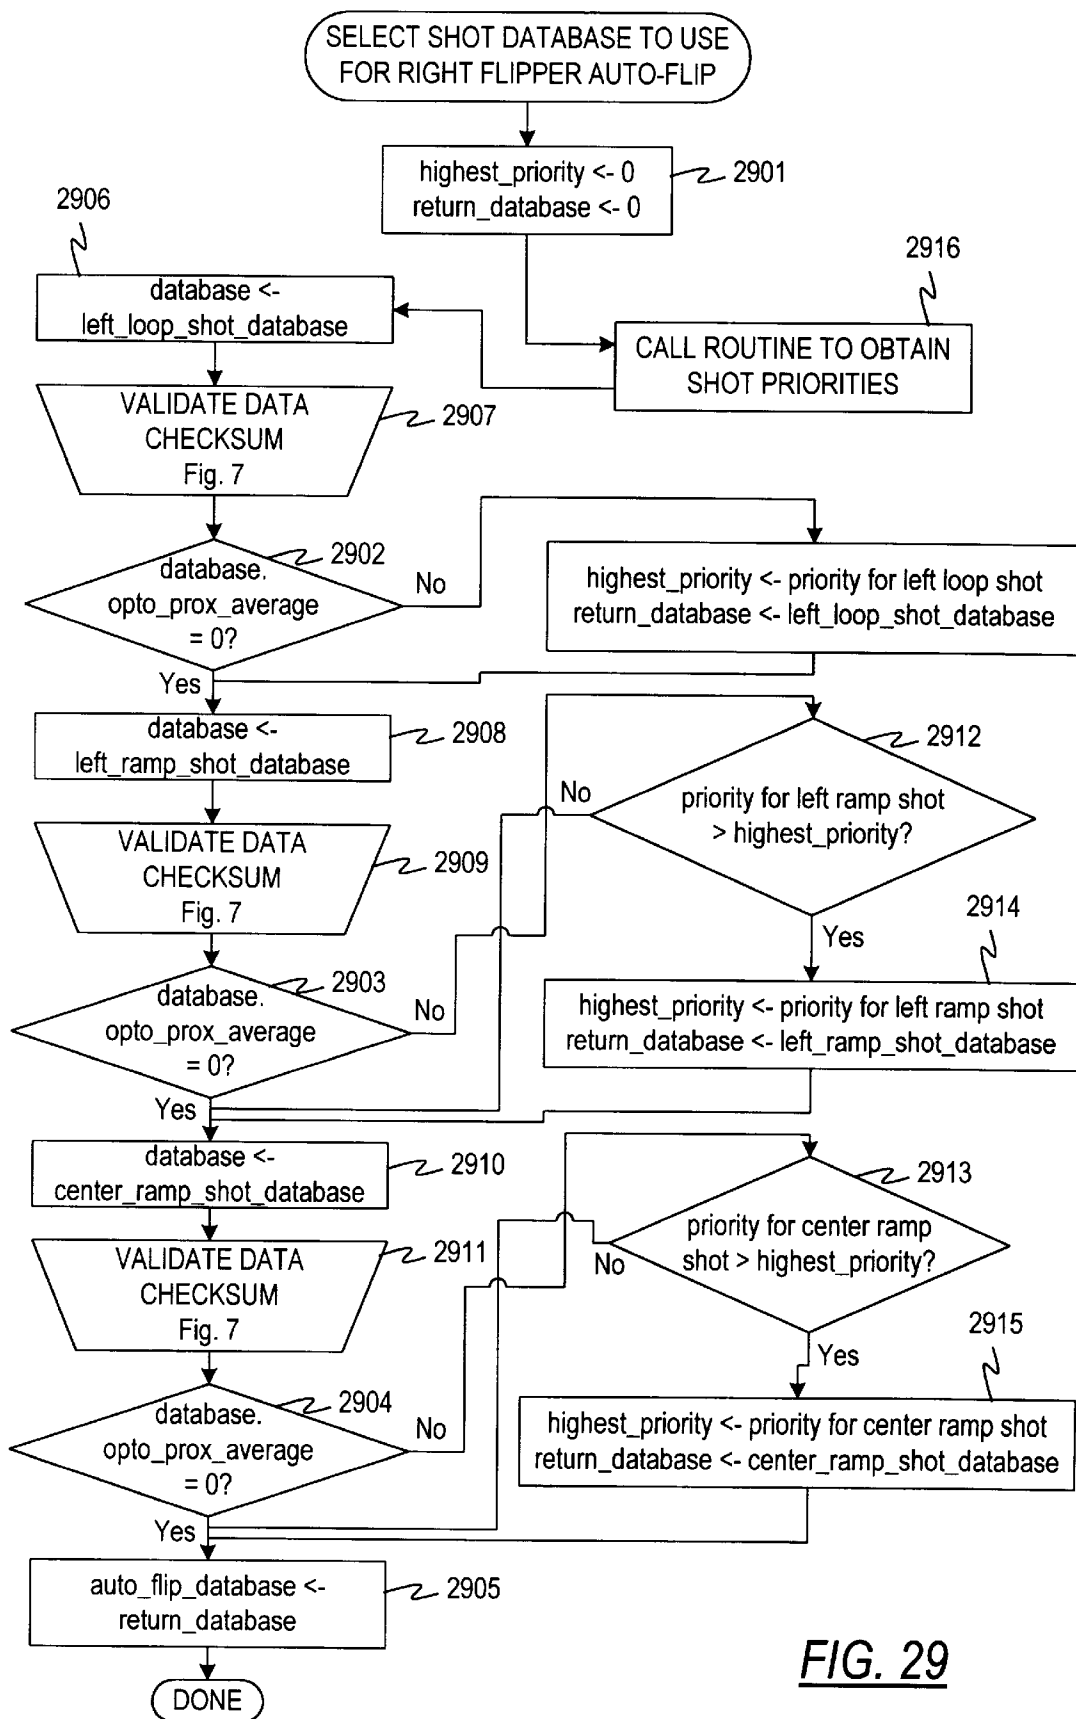 SELECT SHOT DATABASE TO USE
FOR RIGHT FLIPPER AUTO-FLIP
highest_priority <- 0
return_database <- 0
2901
2906
2916
database <-
left_loop_shot_database
CALL ROUTINE TO OBTAIN
SHOT PRIORITIES
VALIDATE DATA
CHECKSUM
Fig. 7
2907
2902
database.
opto_prox_average
= 0?
No
Yes
highest_priority <- priority for left loop shot
return_database <- left_loop_shot_database
database <-
left_ramp_shot_database
2908
2912
No
priority for left ramp shot
> highest_priority?
Yes
VALIDATE DATA
CHECKSUM
Fig. 7
2909
2914
2903
database.
opto_prox_average
= 0?
No
Yes
highest_priority <- priority for left ramp shot
return_database <- left_ramp_shot_database
database <-
center_ramp_shot_database
2910
2913
priority for center ramp
shot > highest_priority?
No
Yes
VALIDATE DATA
CHECKSUM
Fig. 7
2911
2915
2904
database.
opto_prox_average
= 0?
No
Yes
highest_priority <- priority for center ramp shot
return_database <- center_ramp_shot_database
auto_flip_database <-
return_database
2905
DONE
FIG. 29